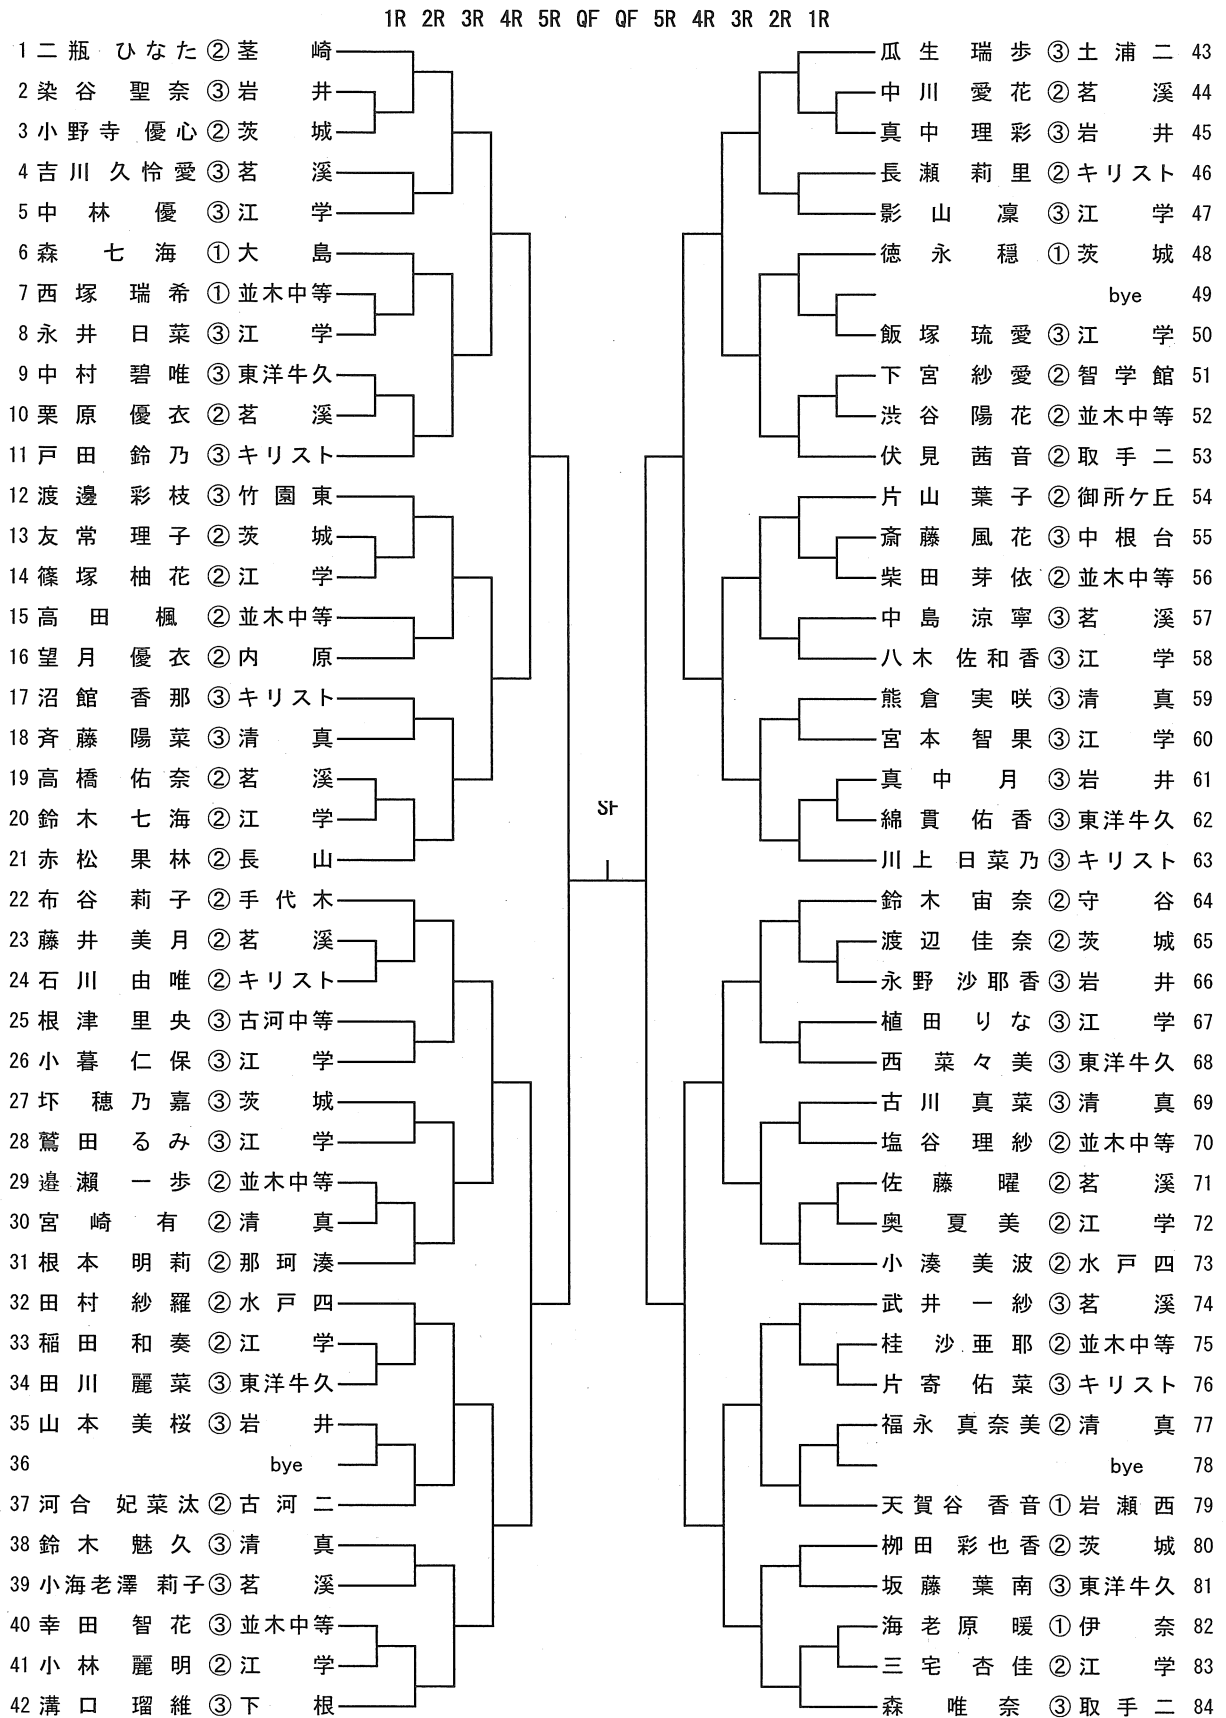 1R 2R 3R 4R 5R QF QF 5R 4R 3R 2R 1R
1 二瓶 ひなた ② 茎崎
2 染谷 聖奈 ③ 岩井
3 小野寺 優心 ② 茨城
4 吉川 久怜愛 ③ 茗溪
5 中林 優 ③ 江学
6 森 七海 ① 大島
7 西塚 瑞希 ① 並木中等
8 永井 日菜 ③ 江学
9 中村 碧唯 ③ 東洋牛久
10 栗原 優衣 ② 茗溪
11 戸田 鈴乃 ③ キリスト
12 渡邊 彩枝 ③ 竹園東
13 友常 理子 ② 茨城
14 篠塚 柚花 ② 江学
15 高田 楓 ② 並木中等
16 望月 優衣 ② 内原
17 沼館 香那 ③ キリスト
18 斉藤 陽菜 ③ 清真
19 高橋 佑奈 ② 茗溪
20 鈴木 七海 ② 江学
21 赤松 果林 ② 長山
22 布谷 莉子 ② 手代木
23 藤井 美月 ② 茗溪
24 石川 由唯 ② キリスト
25 根津 里央 ③ 古河中等
26 小暮 仁保 ③ 江学
27 圷 穂乃嘉 ③ 茨城
28 鷲田 るみ ③ 江学
29 邉瀬 一歩 ② 並木中等
30 宮崎 有 ② 清真
31 根本 明莉 ② 那珂湊
32 田村 紗羅 ② 水戸四
33 稲田 和奏 ② 江学
34 田川 麗菜 ③ 東洋牛久
35 山本 美桜 ③ 岩井
36 bye
37 河合 妃菜汰 ② 古河二
38 鈴木 魅久 ③ 清真
39 小海老澤 莉子 ③ 茗溪
40 幸田 智花 ③ 並木中等
41 小林 麗明 ② 江学
42 溝口 瑠維 ③ 下根
SF
瓜生 瑞歩 ③ 土浦二 43
中川 愛花 ② 茗溪 44
真中 理彩 ③ 岩井 45
長瀬 莉里 ② キリスト 46
影山 凜 ③ 江学 47
徳永 穏 ① 茨城 48
bye 49
飯塚 琉愛 ③ 江学 50
下宮 紗愛 ② 智学館 51
渋谷 陽花 ② 並木中等 52
伏見 茜音 ② 取手二 53
片山 葉子 ② 御所ケ丘 54
斎藤 風花 ③ 中根台 55
柴田 芽依 ② 並木中等 56
中島 涼寧 ③ 茗溪 57
八木 佐和香 ③ 江学 58
熊倉 実咲 ③ 清真 59
宮本 智果 ③ 江学 60
真中 月 ③ 岩井 61
綿貫 佑香 ③ 東洋牛久 62
川上 日菜乃 ③ キリスト 63
鈴木 宙奈 ② 守谷 64
渡辺 佳奈 ② 茨城 65
永野 沙耶香 ③ 岩井 66
植田 りな ③ 江学 67
西 菜々美 ③ 東洋牛久 68
古川 真菜 ③ 清真 69
塩谷 理紗 ② 並木中等 70
佐藤 曜 ② 茗溪 71
奥 夏美 ② 江学 72
小湊 美波 ② 水戸四 73
武井 一紗 ③ 茗溪 74
桂 沙亜耶 ② 並木中等 75
片寄 佑菜 ③ キリスト 76
福永 真奈美 ② 清真 77
bye 78
天賀谷 香音 ① 岩瀬西 79
栁田 彩也香 ② 茨城 80
坂藤 葉南 ③ 東洋牛久 81
海老原 暖 ① 伊奈 82
三宅 杏佳 ② 江学 83
森 唯奈 ③ 取手二 84